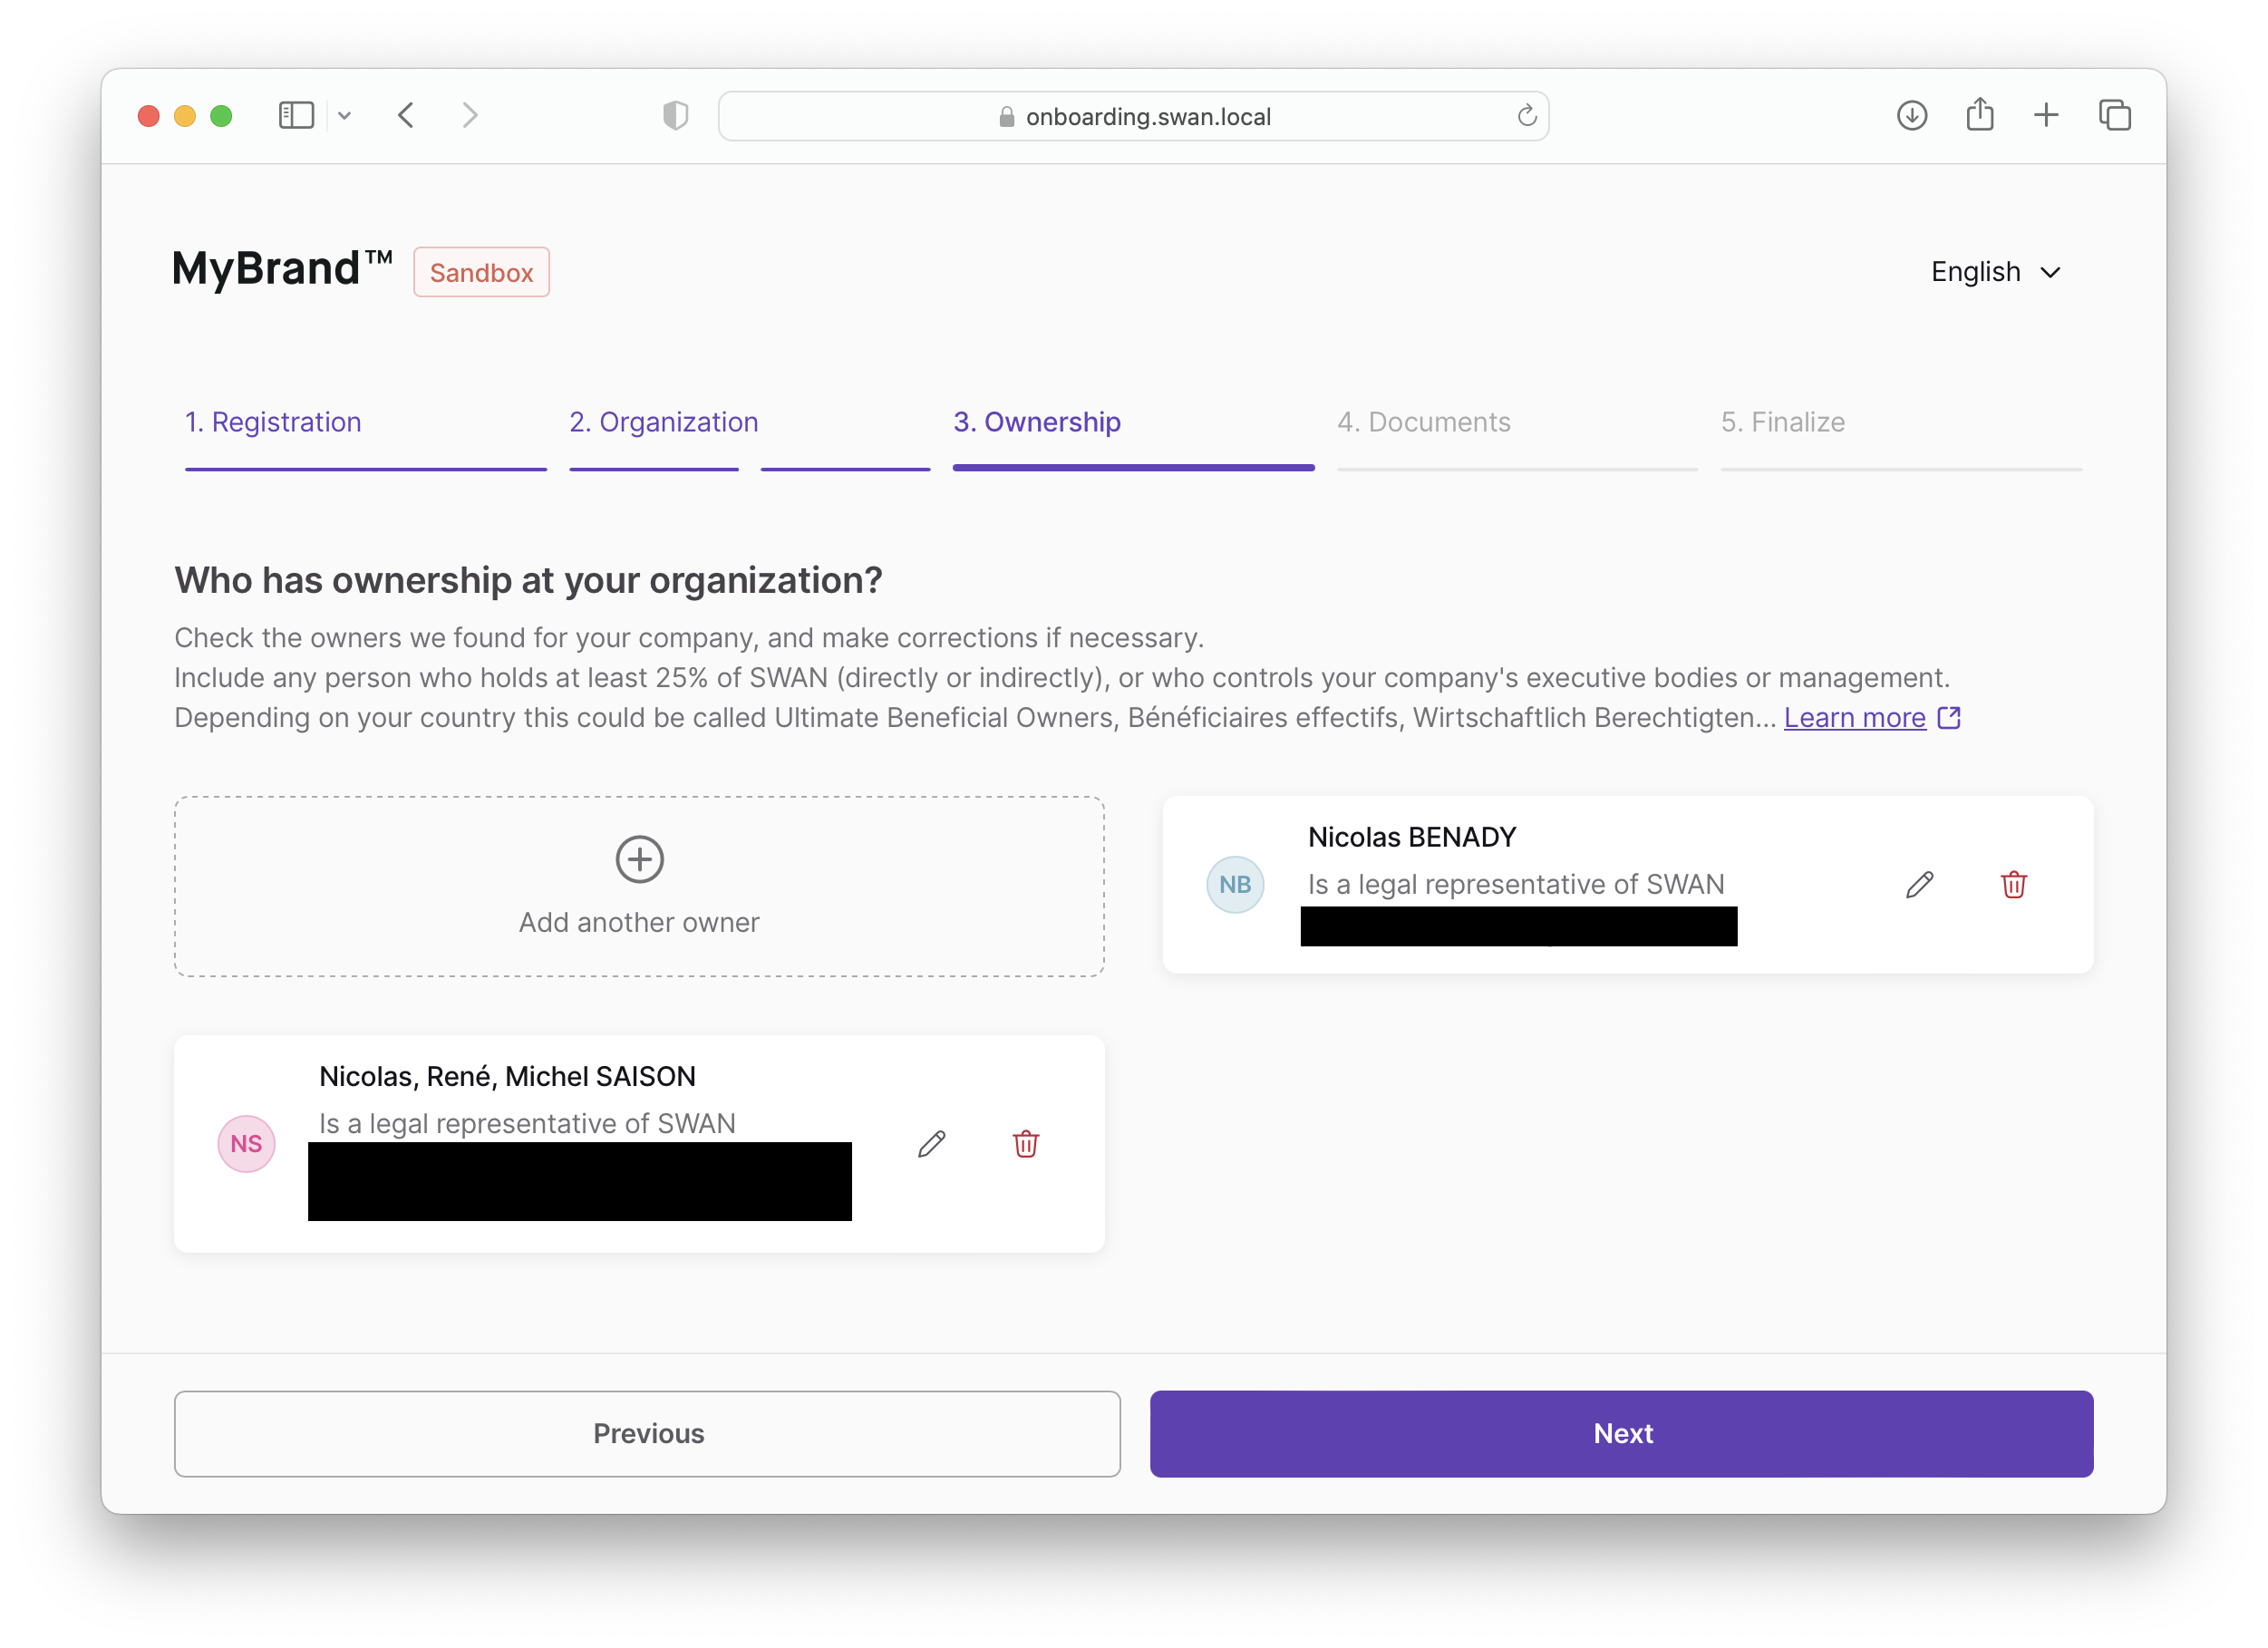 onboarding.swan.local
MyBrand™ Sandbox
English
1. Registration
2. Organization
3. Ownership
4. Documents
5. Finalize
Who has ownership at your organization?
Check the owners we found for your company, and make corrections if necessary.
Include any person who holds at least 25% of SWAN (directly or indirectly), or who controls your company's executive bodies or management.
Depending on your country this could be called Ultimate Beneficial Owners, Bénéficiaires effectifs, Wirtschaftlich Berechtigten... Learn more
Add another owner
NB
Nicolas BENADY
Is a legal representative of SWAN
NS
Nicolas, René, Michel SAISON
Is a legal representative of SWAN
Previous
Next